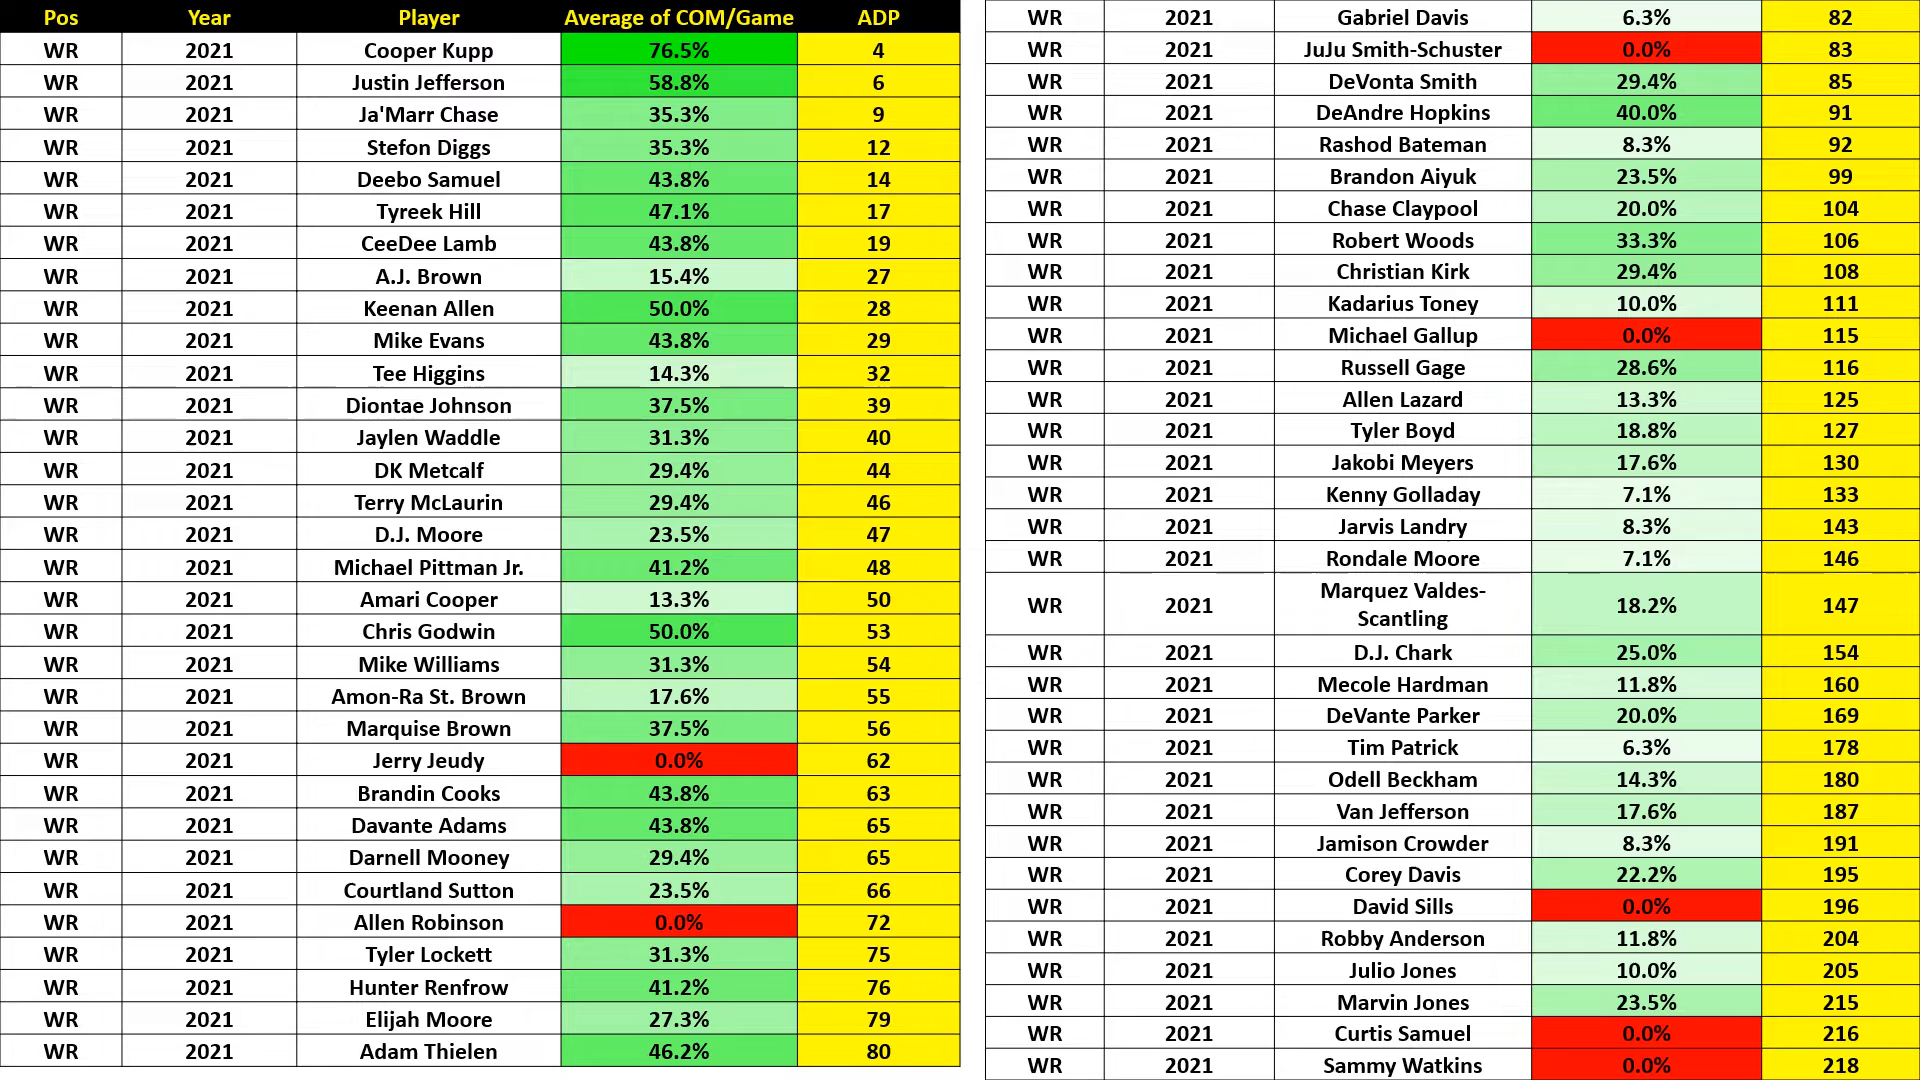 Pos Year Player Average of COM/Game ADP
WR 2021 Cooper Kupp 76.5% 4
WR 2021 Justin Jefferson 58.8% 6
WR 2021 Ja'Marr Chase 35.3% 9
WR 2021 Stefon Diggs 35.3% 12
WR 2021 Deebo Samuel 43.8% 14
WR 2021 Tyreek Hill 47.1% 17
WR 2021 CeeDee Lamb 43.8% 19
WR 2021 A.J. Brown 15.4% 27
WR 2021 Keenan Allen 50.0% 28
WR 2021 Mike Evans 43.8% 29
WR 2021 Tee Higgins 14.3% 32
WR 2021 Diontae Johnson 37.5% 39
WR 2021 Jaylen Waddle 31.3% 40
WR 2021 DK Metcalf 29.4% 44
WR 2021 Terry McLaurin 29.4% 46
WR 2021 D.J. Moore 23.5% 47
WR 2021 Michael Pittman Jr. 41.2% 48
WR 2021 Amari Cooper 13.3% 50
WR 2021 Chris Godwin 50.0% 53
WR 2021 Mike Williams 31.3% 54
WR 2021 Amon-Ra St. Brown 17.6% 55
WR 2021 Marquise Brown 37.5% 56
WR 2021 Jerry Jeudy 0.0% 62
WR 2021 Brandin Cooks 43.8% 63
WR 2021 Davante Adams 43.8% 65
WR 2021 Darnell Mooney 29.4% 65
WR 2021 Courtland Sutton 23.5% 66
WR 2021 Allen Robinson 0.0% 72
WR 2021 Tyler Lockett 31.3% 75
WR 2021 Hunter Renfrow 41.2% 76
WR 2021 Elijah Moore 27.3% 79
WR 2021 Adam Thielen 46.2% 80
WR 2021 Gabriel Davis 6.3% 82
WR 2021 JuJu Smith-Schuster 0.0% 83
WR 2021 DeVonta Smith 29.4% 85
WR 2021 DeAndre Hopkins 40.0% 91
WR 2021 Rashod Bateman 8.3% 92
WR 2021 Brandon Aiyuk 23.5% 99
WR 2021 Chase Claypool 20.0% 104
WR 2021 Robert Woods 33.3% 106
WR 2021 Christian Kirk 29.4% 108
WR 2021 Kadarius Toney 10.0% 111
WR 2021 Michael Gallup 0.0% 115
WR 2021 Russell Gage 28.6% 116
WR 2021 Allen Lazard 13.3% 125
WR 2021 Tyler Boyd 18.8% 127
WR 2021 Jakobi Meyers 17.6% 130
WR 2021 Kenny Golladay 7.1% 133
WR 2021 Jarvis Landry 8.3% 143
WR 2021 Rondale Moore 7.1% 146
WR 2021 Marquez Valdes-
Scantling 18.2% 147
WR 2021 D.J. Chark 25.0% 154
WR 2021 Mecole Hardman 11.8% 160
WR 2021 DeVante Parker 20.0% 169
WR 2021 Tim Patrick 6.3% 178
WR 2021 Odell Beckham 14.3% 180
WR 2021 Van Jefferson 17.6% 187
WR 2021 Jamison Crowder 8.3% 191
WR 2021 Corey Davis 22.2% 195
WR 2021 David Sills 0.0% 196
WR 2021 Robby Anderson 11.8% 204
WR 2021 Julio Jones 10.0% 205
WR 2021 Marvin Jones 23.5% 215
WR 2021 Curtis Samuel 0.0% 216
WR 2021 Sammy Watkins 0.0% 218